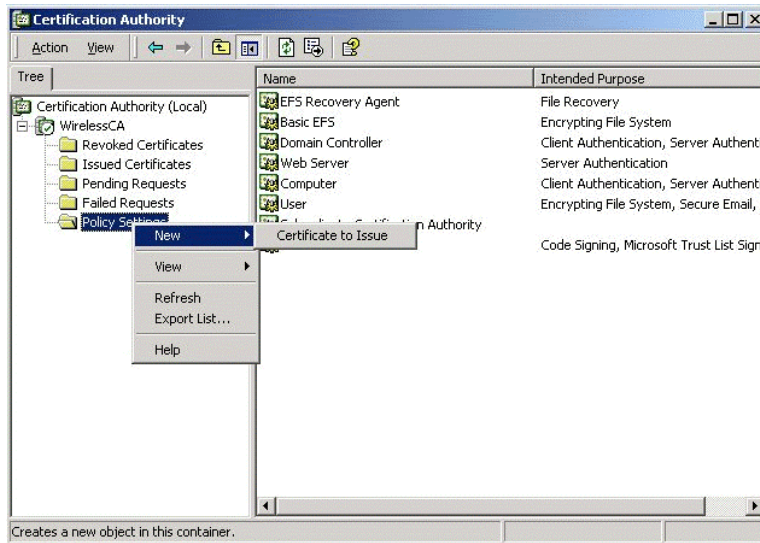 Certification Authority
Action View
Tree
Name Intended Purpose
Certification Authority (Local)
WirelessCA
Revoked Certificates
Issued Certificates
Pending Requests
Failed Requests
Policy Settings
EFS Recovery Agent File Recovery
Basic EFS Encrypting File System
Domain Controller Client Authentication, Server Authent
Web Server Server Authentication
Computer Client Authentication, Server Authent
User Encrypting File System, Secure Email,
Authority
Code Signing, Microsoft Trust List Sign
New
Certificate to Issue
View
Refresh
Export List...
Help
Creates a new object in this container.